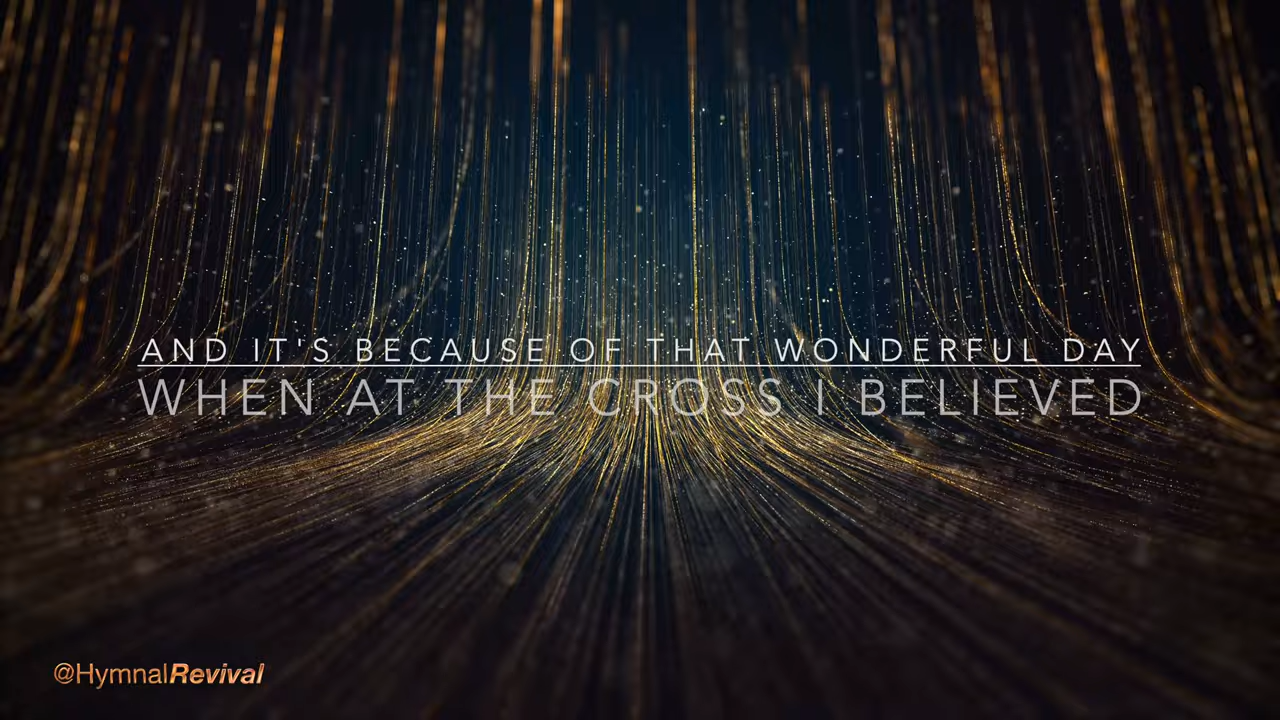 AND IT'S BECAUSE OF THAT WONDERFUL DAY
WHEN AT THE CROSS I BELIEVED
@HymnalRevival